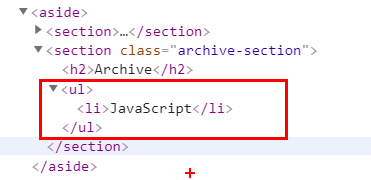 <aside>
<section>…</section>
<section class="archive-section">
<h2>Archive</h2>
<ul>
<li>JavaScript</li>
</ul>
</section>
</aside>